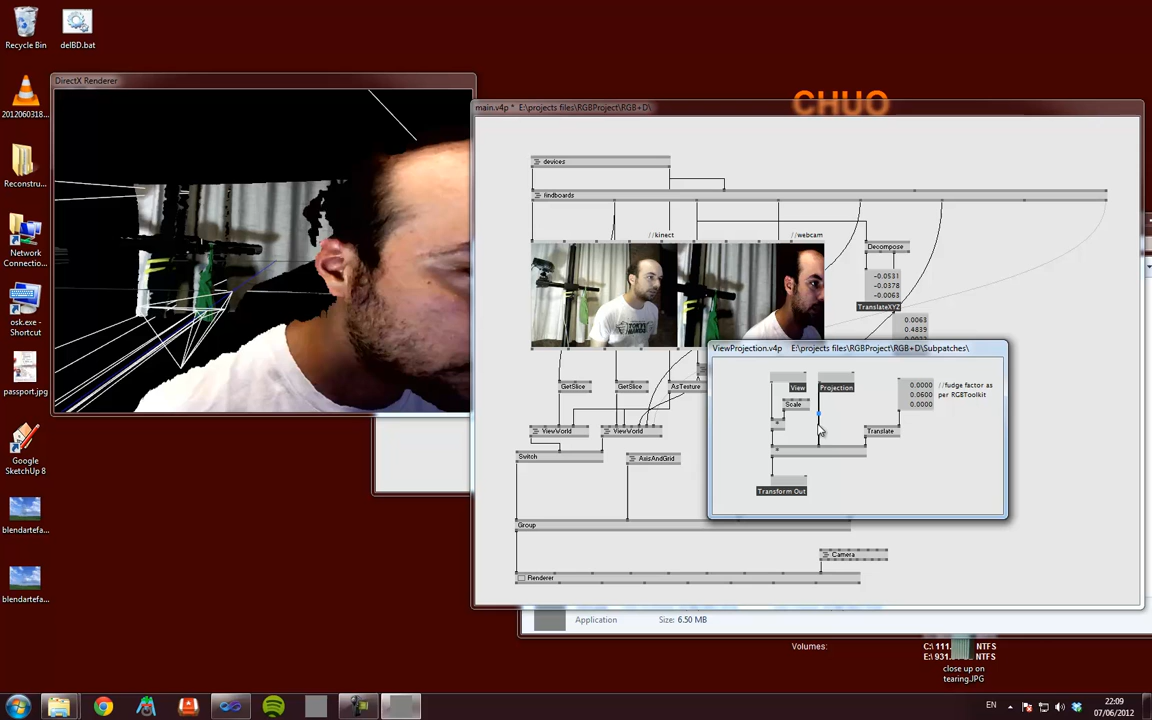 Recycle Bin
delBD.bat
2012060318...
Reconstru...
Network
Connectio...
osk.exe -
Shortcut
passport.jpg
Google
SketchUp 8
blendartefa...
blendartefa...
DirectX Renderer
CHUO
main.v4p * E:\projects files\RGBProject\RGB+D\
devices
findboards
//kinect
//webcam
Decompose
-0.0531
-0.0378
-0.0063
TranslateXYZ
0.0063
0.4839
GetSlice
GetSlice
AsTexture
ViewWorld
ViewWorld
Switch
AxisAndGrid
Group
Camera
Renderer
ViewProjection.v4p E:\projects files\RGBProject\RGB+D\Subpatches\
View
Projection
Scale
0.0000
0.0600
0.0000
//fudge factor as
per RGBToolkit
Translate
Transform Out
Application Size: 6.50 MB
Volumes:
C:\ 111. NTFS
E:\ 931. NTFS
close up on
tearing.JPG
EN
22:09
07/06/2012